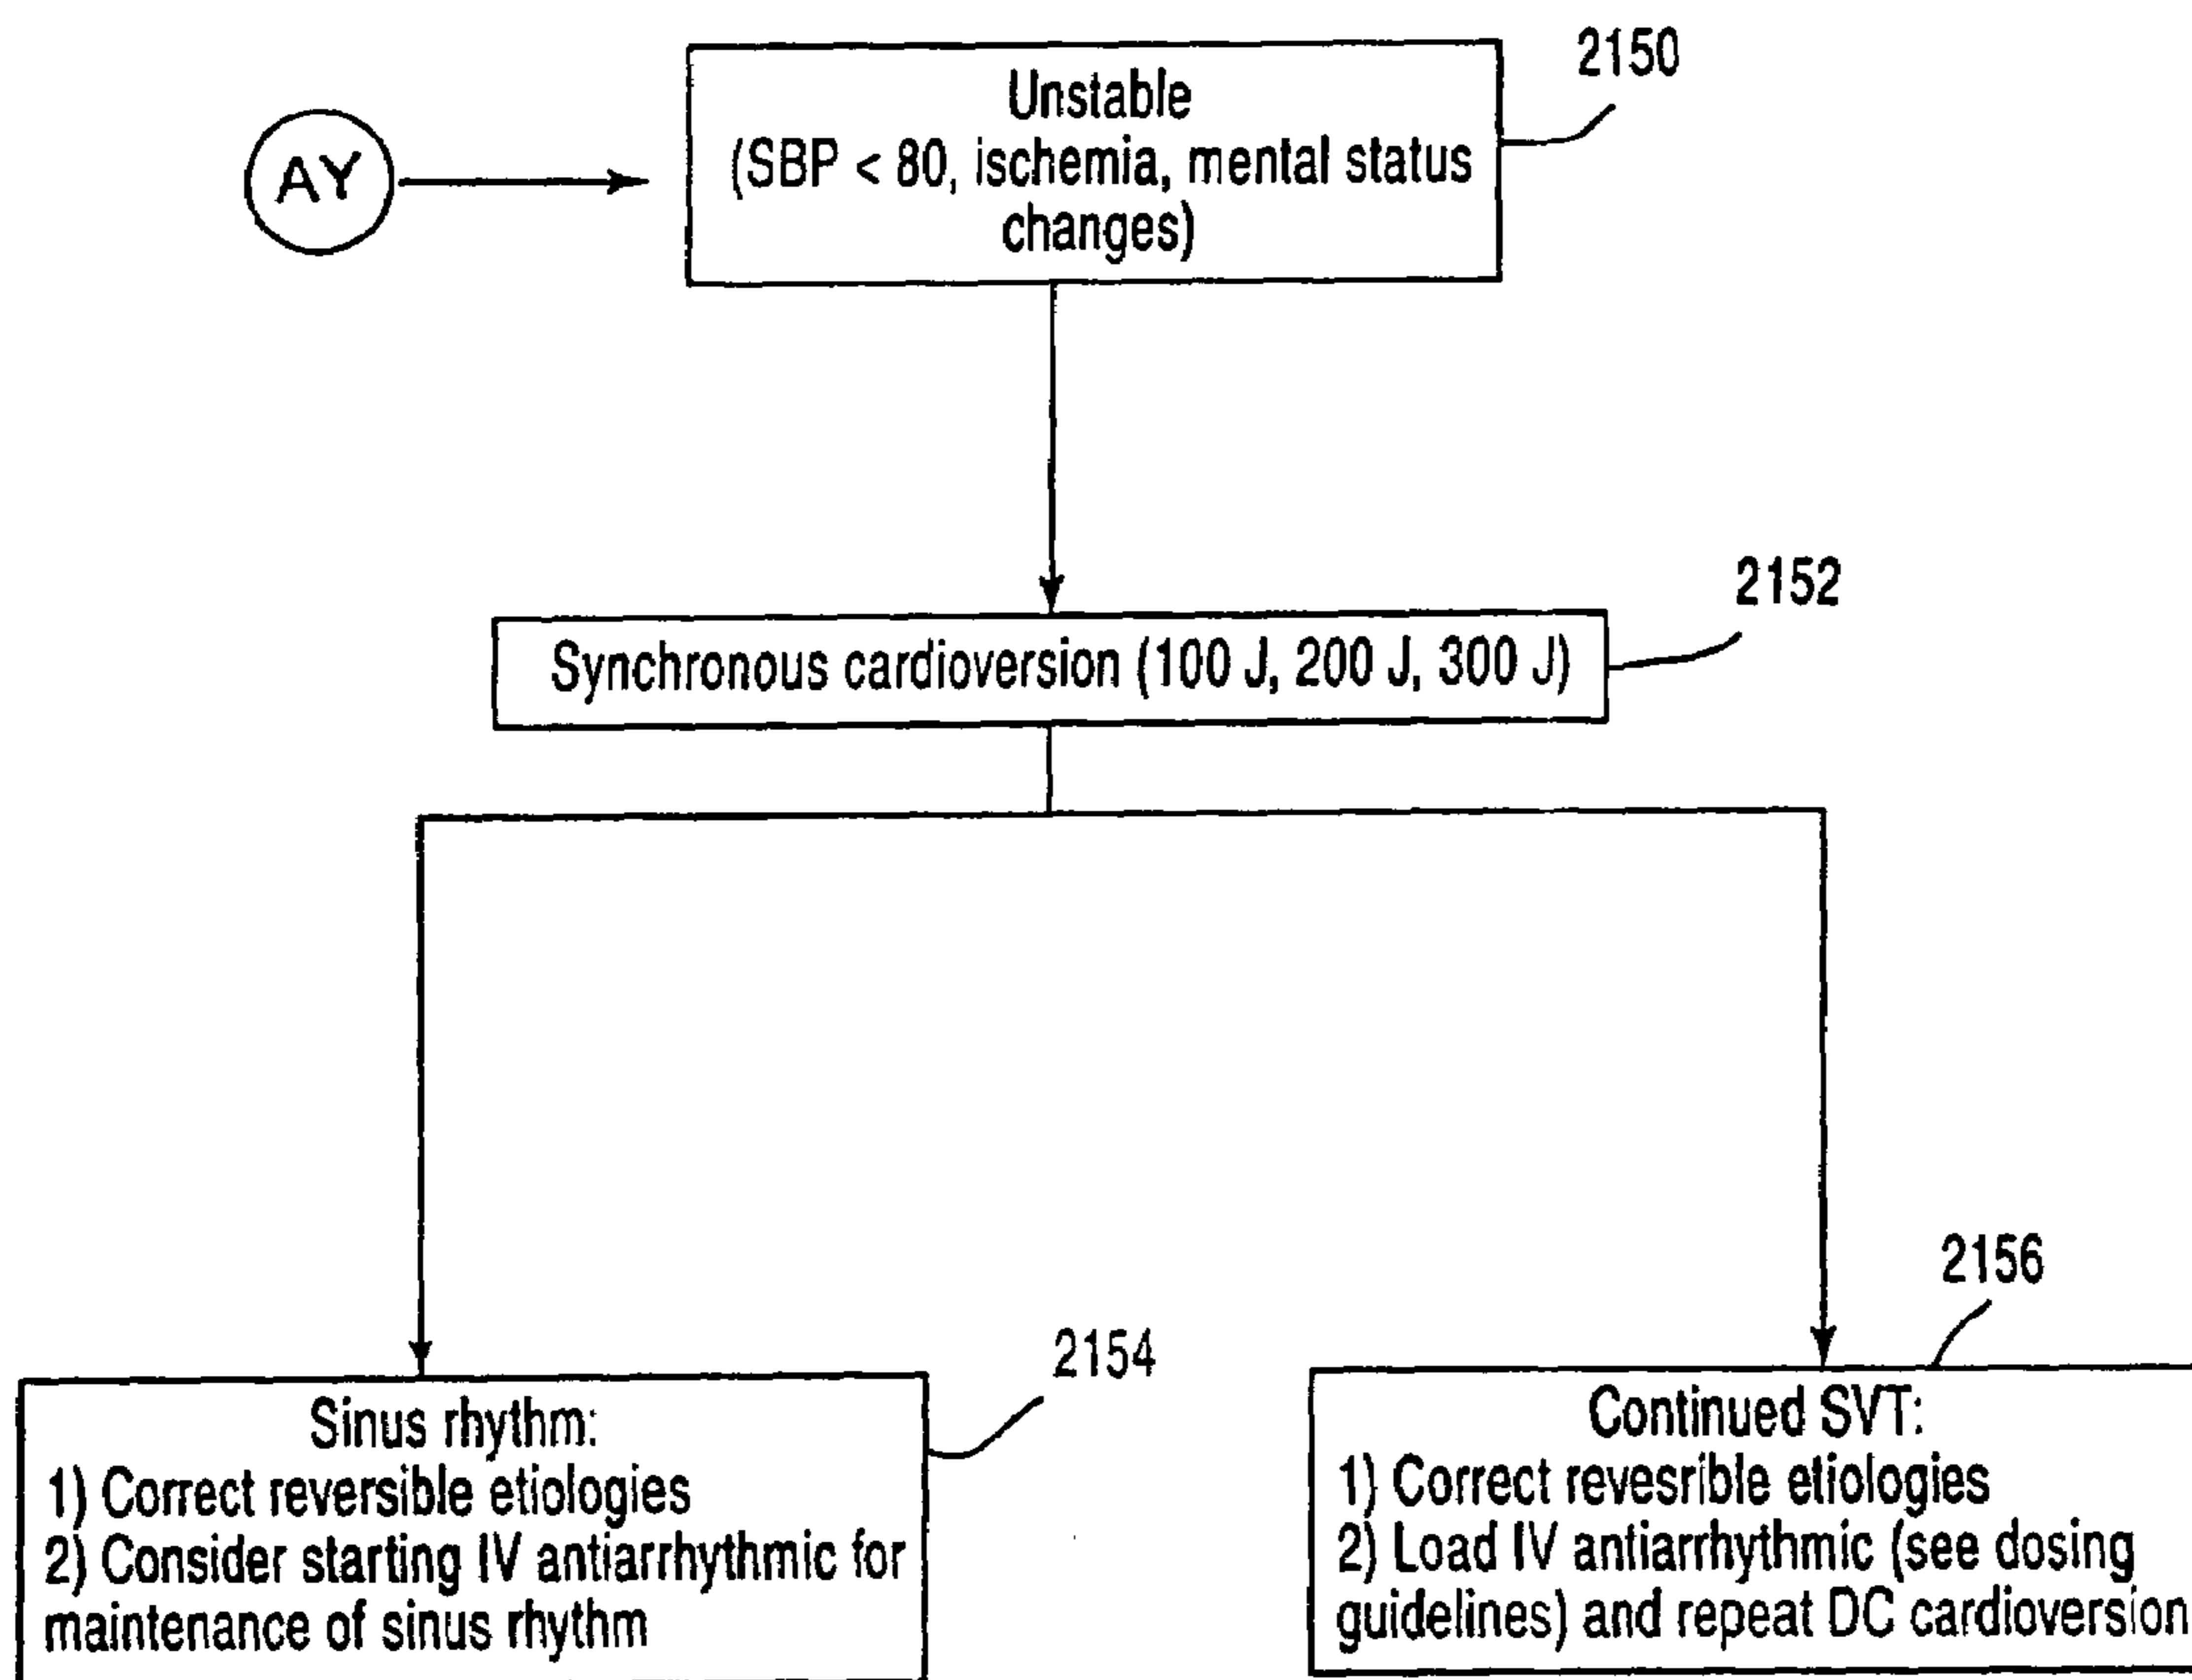 2150
Unstable
AY
(SBP < 80, ischemia, mental status
changes)
2152
Synchronous cardioversion (100 J, 200 J, 300 J)
2154
Sinus rhythm:
1) Correct reversible etiologies
2) Consider starting IV antiarrhythmic for
maintenance of sinus rhythm
2156
Continued SVT:
1) Correct revesrible etiologies
2) Load IV antiarrhythmic (see dosing
guidelines) and repeat DC cardioversion